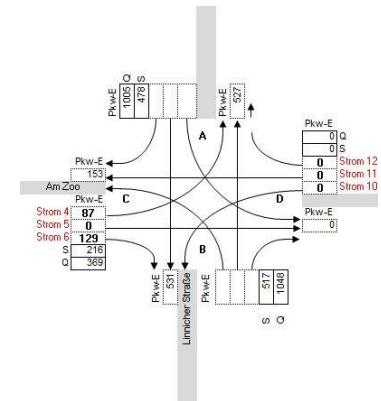 Pkw-E
1005 Q
478 S
Pkw-E
527
A
Pkw-E
0 Q
0 S
0 Strom 12
0 Strom 11
0 Strom 10
Pkw-E
0
Pkw-E
153
Am Zoo
C
D
Pkw-E
Strom 4 87
Strom 5 0
Strom 6 129
S 216
Q 369
B
Pkw-E
531
Linnicher Straße
Pkw-E
517 S
1048 Q